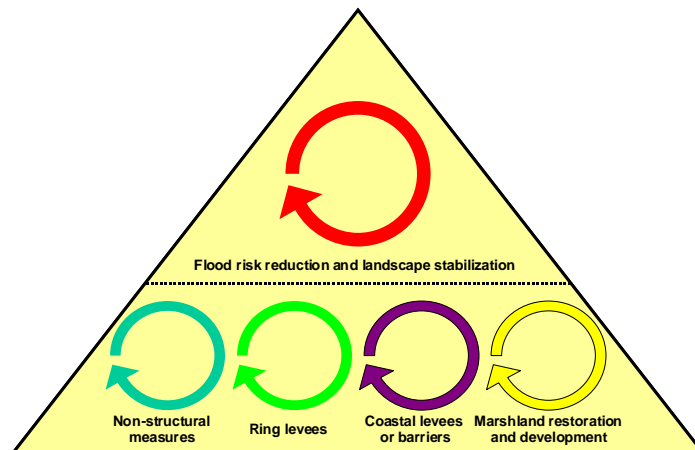 Flood risk reduction and landscape stabilization
Non-structural
measures
Ring levees
Coastal levees
or barriers
Marshland restoration
and development